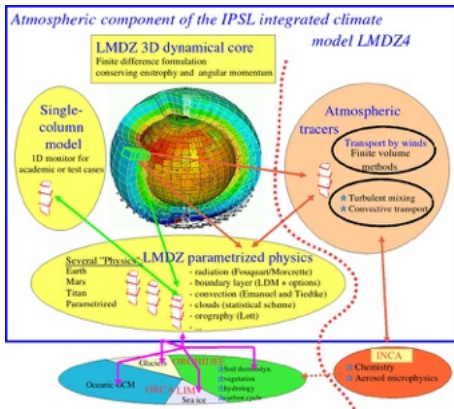 Atmospheric component of the IPSL integrated climate
model LMDZ4
LMDZ 3D dynamical core
Finite difference formulation
conserving enstrophy and angular momentum
Single-
column
model
1D monitor for
academic or test cases
Atmospheric
tracers
Transport by winds
Finite volume
methods
Turbulent mixing
Convective transport
LMDZ parametrized physics
Several "Physics"
Earth
Mars
Titan
Parametrized
- radiation (Fouquart/Morcrette)
- boundary layer (LDM + options)
- convection (Emanuel and Tiedtke)
- clouds (statistical scheme)
- orography (Lott)
- ...
Glaciers
ORCHIDEE
Soil thermodyn.
vegetation
hydrology
carbon cycle
Oceanic GCM
ORCA
LIM
Sea ice
INCA
Chemistry
Aerosol microphysics